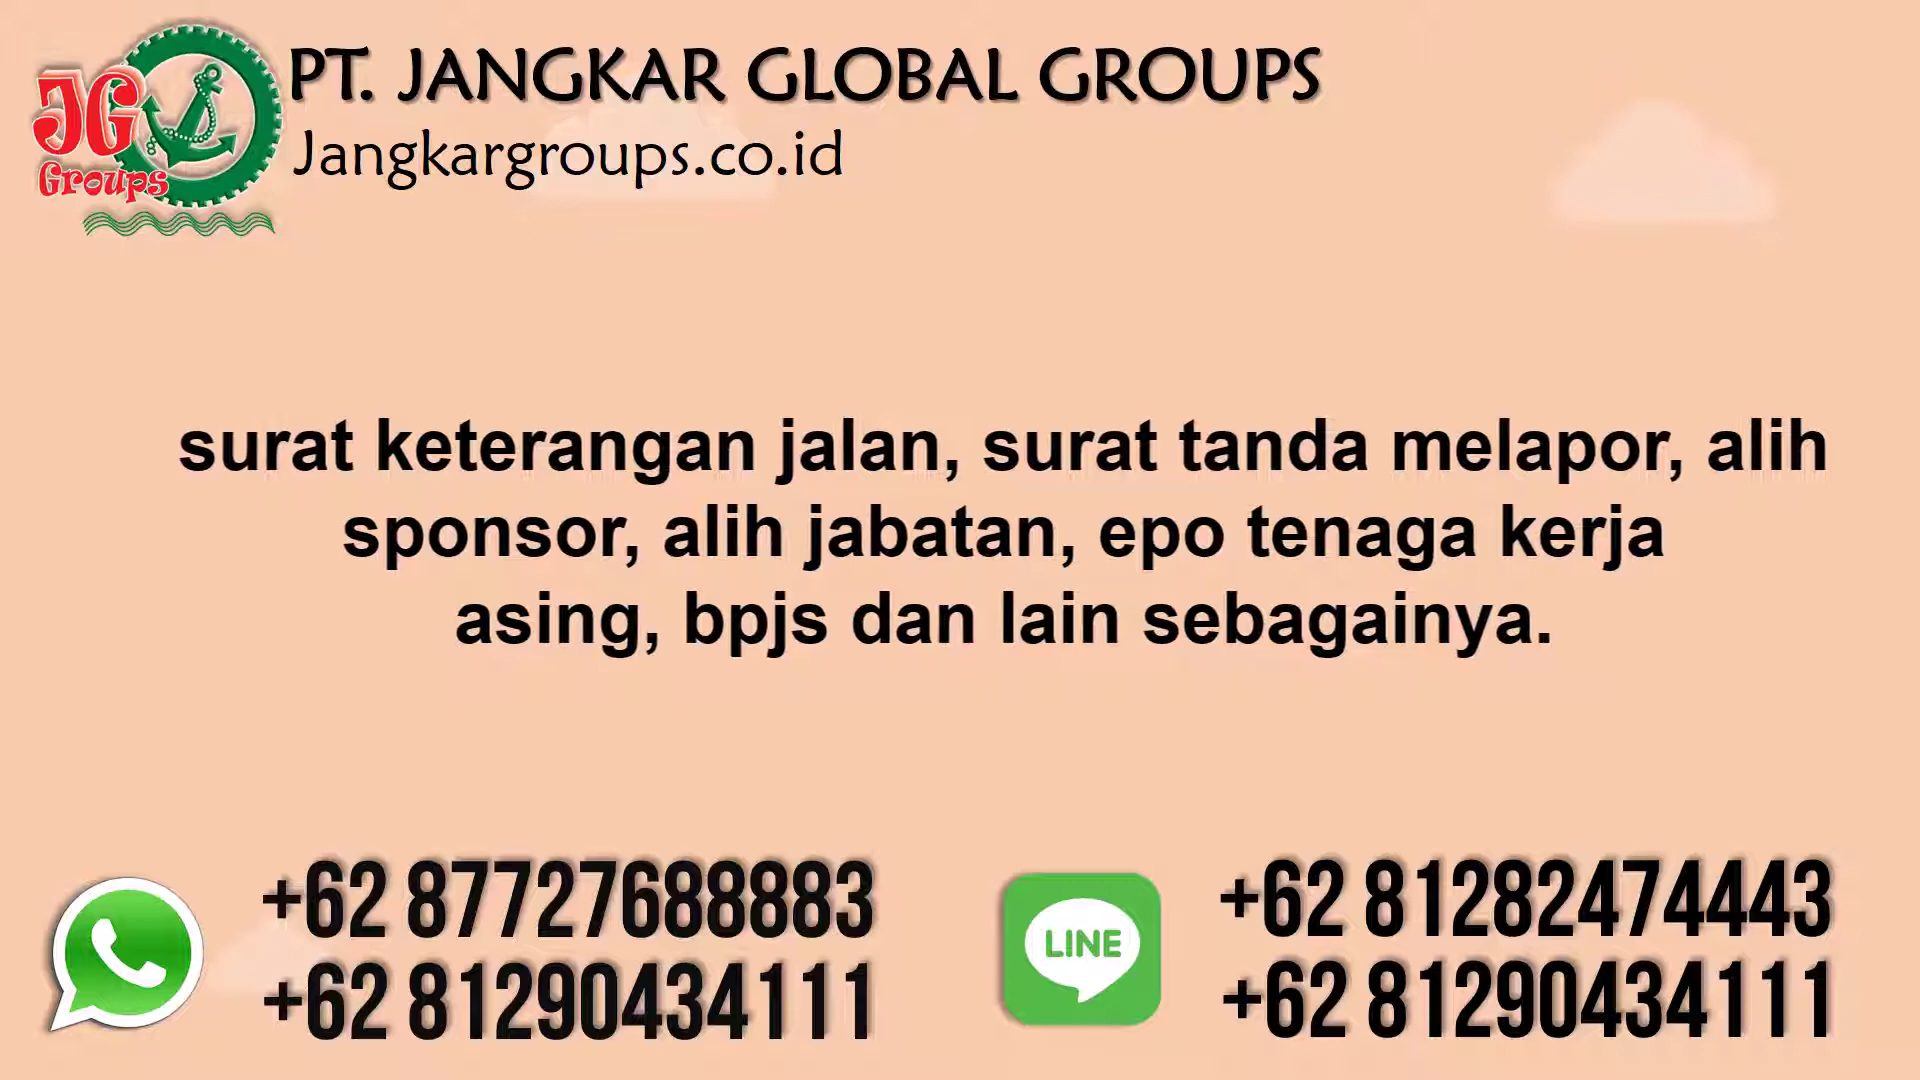 JG
Groups
PT. JANGKAR GLOBAL GROUPS
Jangkargroups.co.id
surat keterangan jalan, surat tanda melapor, alih
sponsor, alih jabatan, epo tenaga kerja
asing, bpjs dan lain sebagainya.
+62 87727688883
+62 81290434111
LINE
+62 81282474443
+62 81290434111